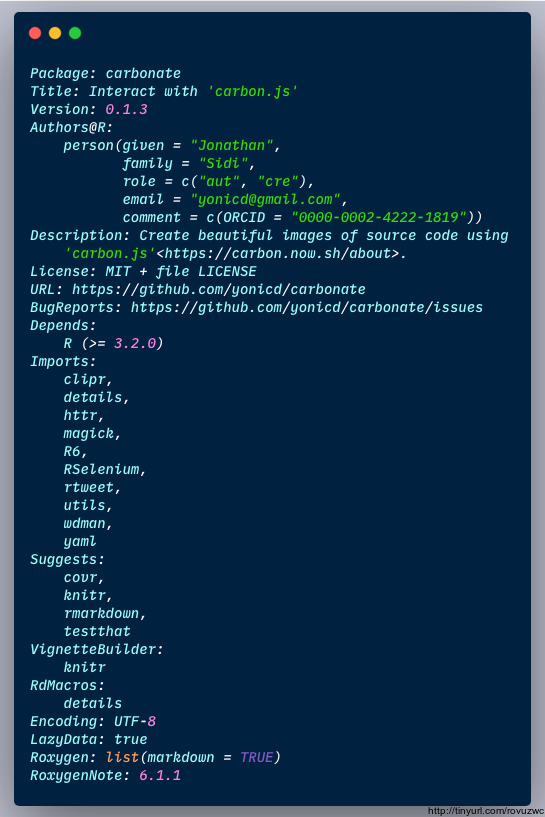 Package: carbonate
Title: Interact with 'carbon.js'
Version: 0.1.3
Authors@R:
    person(given = "Jonathan",
           family = "Sidi",
           role = c("aut", "cre"),
           email = "yonicd@gmail.com",
           comment = c(ORCID = "0000-0002-4222-1819"))
Description: Create beautiful images of source code using
    'carbon.js'<https://carbon.now.sh/about>.
License: MIT + file LICENSE
URL: https://github.com/yonicd/carbonate
BugReports: https://github.com/yonicd/carbonate/issues
Depends:
    R (>= 3.2.0)
Imports:
    clipr,
    details,
    httr,
    magick,
    R6,
    RSelenium,
    rtweet,
    utils,
    wdman,
    yaml
Suggests:
    covr,
    knitr,
    rmarkdown,
    testthat
VignetteBuilder:
    knitr
RdMacros:
    details
Encoding: UTF-8
LazyData: true
Roxygen: list(markdown = TRUE)
RoxygenNote: 6.1.1
http://tinyurl.com/rovuzwc